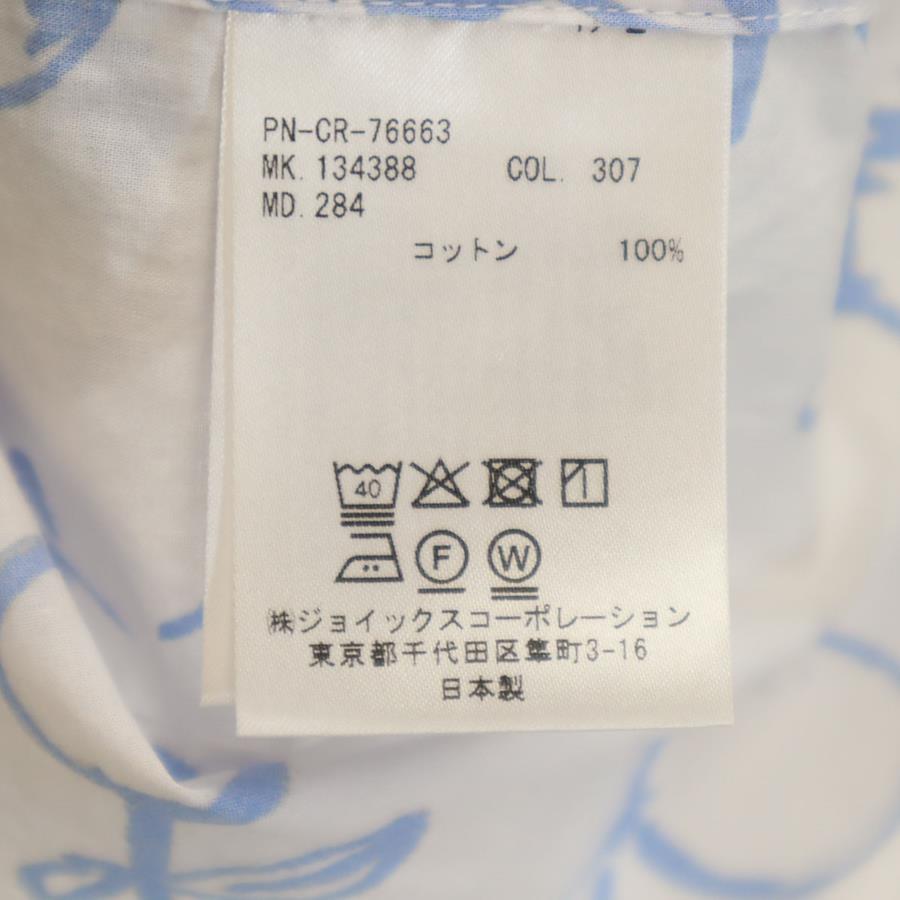 PN-CR-76663
MK. 134388 COL. 307
MD. 284
コットン 100%
40
F W
㈱ジョイックスコーポレーション
東京都千代田区隼町3-16
日本製